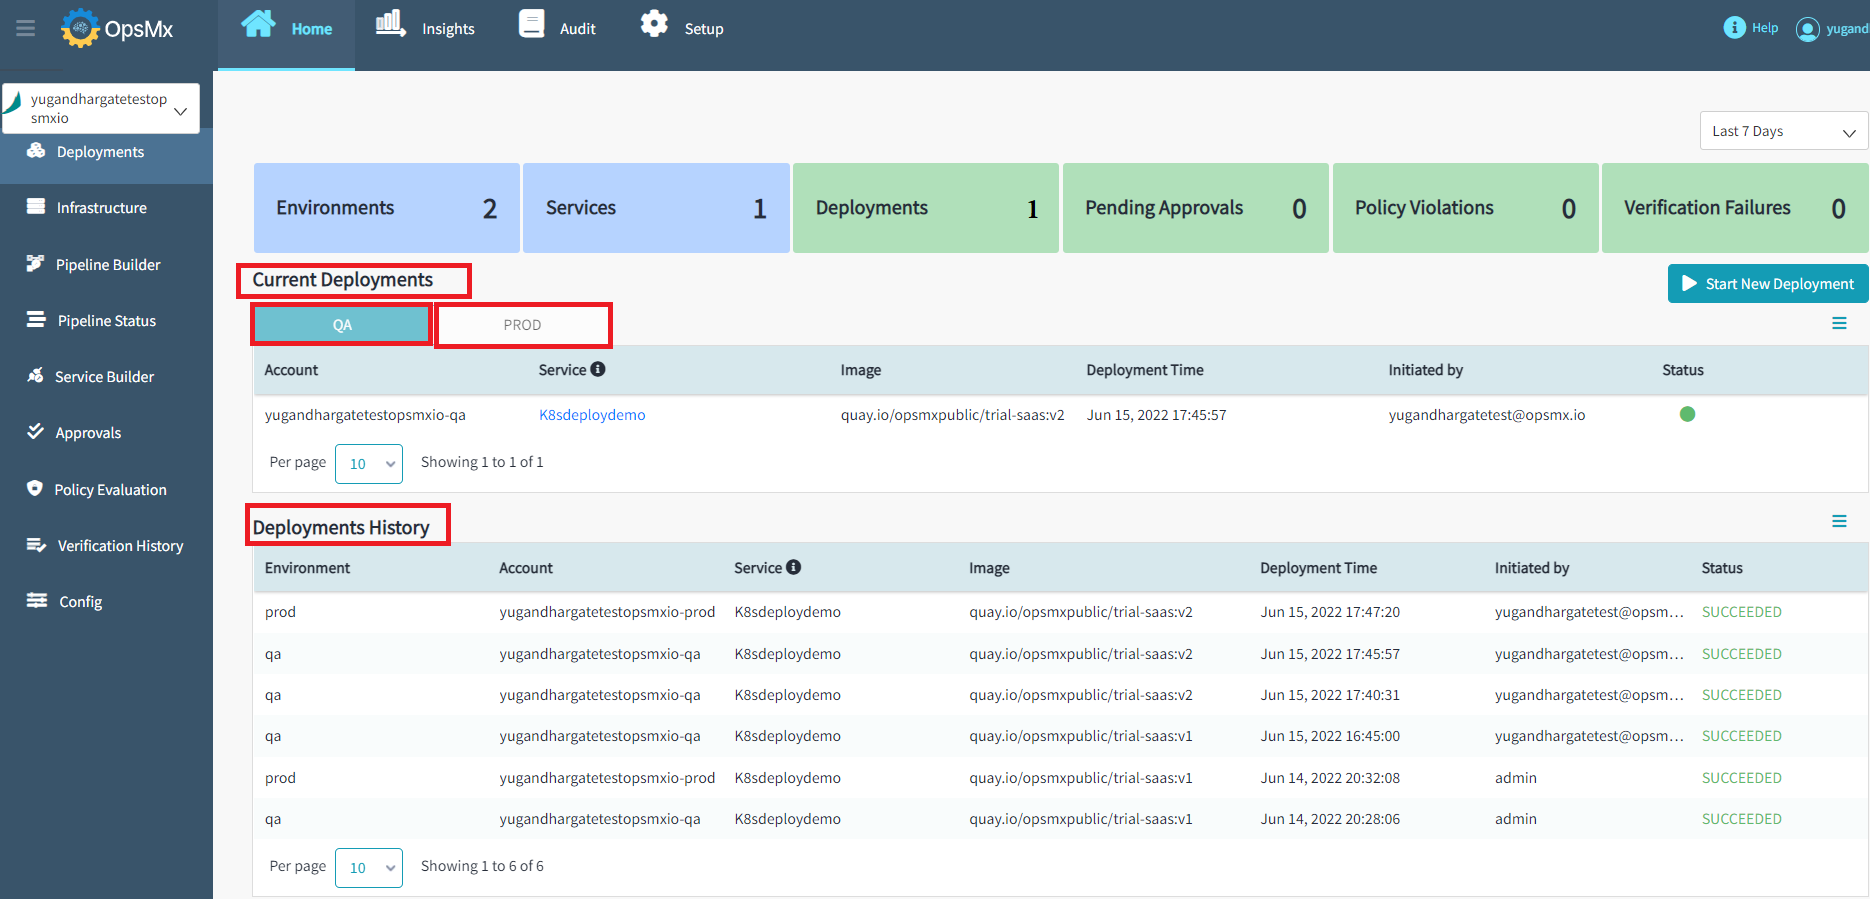 OpsMx
Home
Insights
Audit
Setup
Help
yugand
yugandhargatetestop
smxio
Deployments
Infrastructure
Pipeline Builder
Pipeline Status
Service Builder
Approvals
Policy Evaluation
Verification History
Config
Last 7 Days
Environments 2
Services 1
Deployments 1
Pending Approvals 0
Policy Violations 0
Verification Failures 0
Current Deployments
Start New Deployment
QA PROD
Account Service Image Deployment Time Initiated by Status
yugandhargatetestopsmxio-qa K8sdeploydemo quay.io/opsmxpublic/trial-saas:v2 Jun 15, 2022 17:45:57 yugandhargatetest@opsmx.io
Per page 10 Showing 1 to 1 of 1
Deployments History
Environment Account Service Image Deployment Time Initiated by Status
prod yugandhargatetestopsmxio-prod K8sdeploydemo quay.io/opsmxpublic/trial-saas:v2 Jun 15, 2022 17:47:20 yugandhargatetest@opsm... SUCCEEDED
qa yugandhargatetestopsmxio-qa K8sdeploydemo quay.io/opsmxpublic/trial-saas:v2 Jun 15, 2022 17:45:57 yugandhargatetest@opsm... SUCCEEDED
qa yugandhargatetestopsmxio-qa K8sdeploydemo quay.io/opsmxpublic/trial-saas:v2 Jun 15, 2022 17:40:31 yugandhargatetest@opsm... SUCCEEDED
qa yugandhargatetestopsmxio-qa K8sdeploydemo quay.io/opsmxpublic/trial-saas:v1 Jun 15, 2022 16:45:00 yugandhargatetest@opsm... SUCCEEDED
prod yugandhargatetestopsmxio-prod K8sdeploydemo quay.io/opsmxpublic/trial-saas:v1 Jun 14, 2022 20:32:08 admin SUCCEEDED
qa yugandhargatetestopsmxio-qa K8sdeploydemo quay.io/opsmxpublic/trial-saas:v1 Jun 14, 2022 20:28:06 admin SUCCEEDED
Per page 10 Showing 1 to 6 of 6